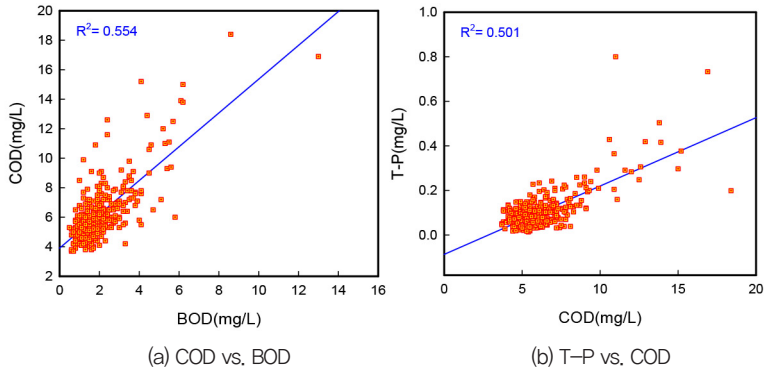 R²= 0.554
COD(mg/L)
20
18
16
14
12
10
8
6
4
2
0 2 4 6 8 10 12 14 16
BOD(mg/L)
(a) COD vs. BOD
R²= 0.501
T-P(mg/L)
1.0
0.8
0.6
0.4
0.2
0.0
0 5 10 15 20
COD(mg/L)
(b) T-P vs. COD